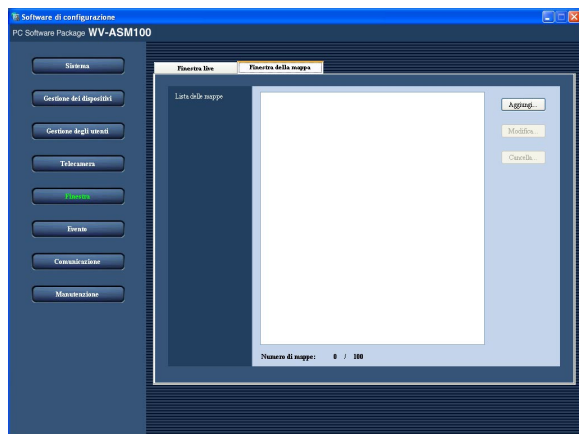 Software di configurazione
PC Software Package WV-ASM100
Sistema
Gestione dei dispositivi
Gestione degli utenti
Telecamera
Finestra
Evento
Comunicazione
Manutenzione
Finestra live
Finestra della mappa
Lista delle mappe
Aggiungi...
Modifica...
Cancella...
Numero di mappe: 0 / 100